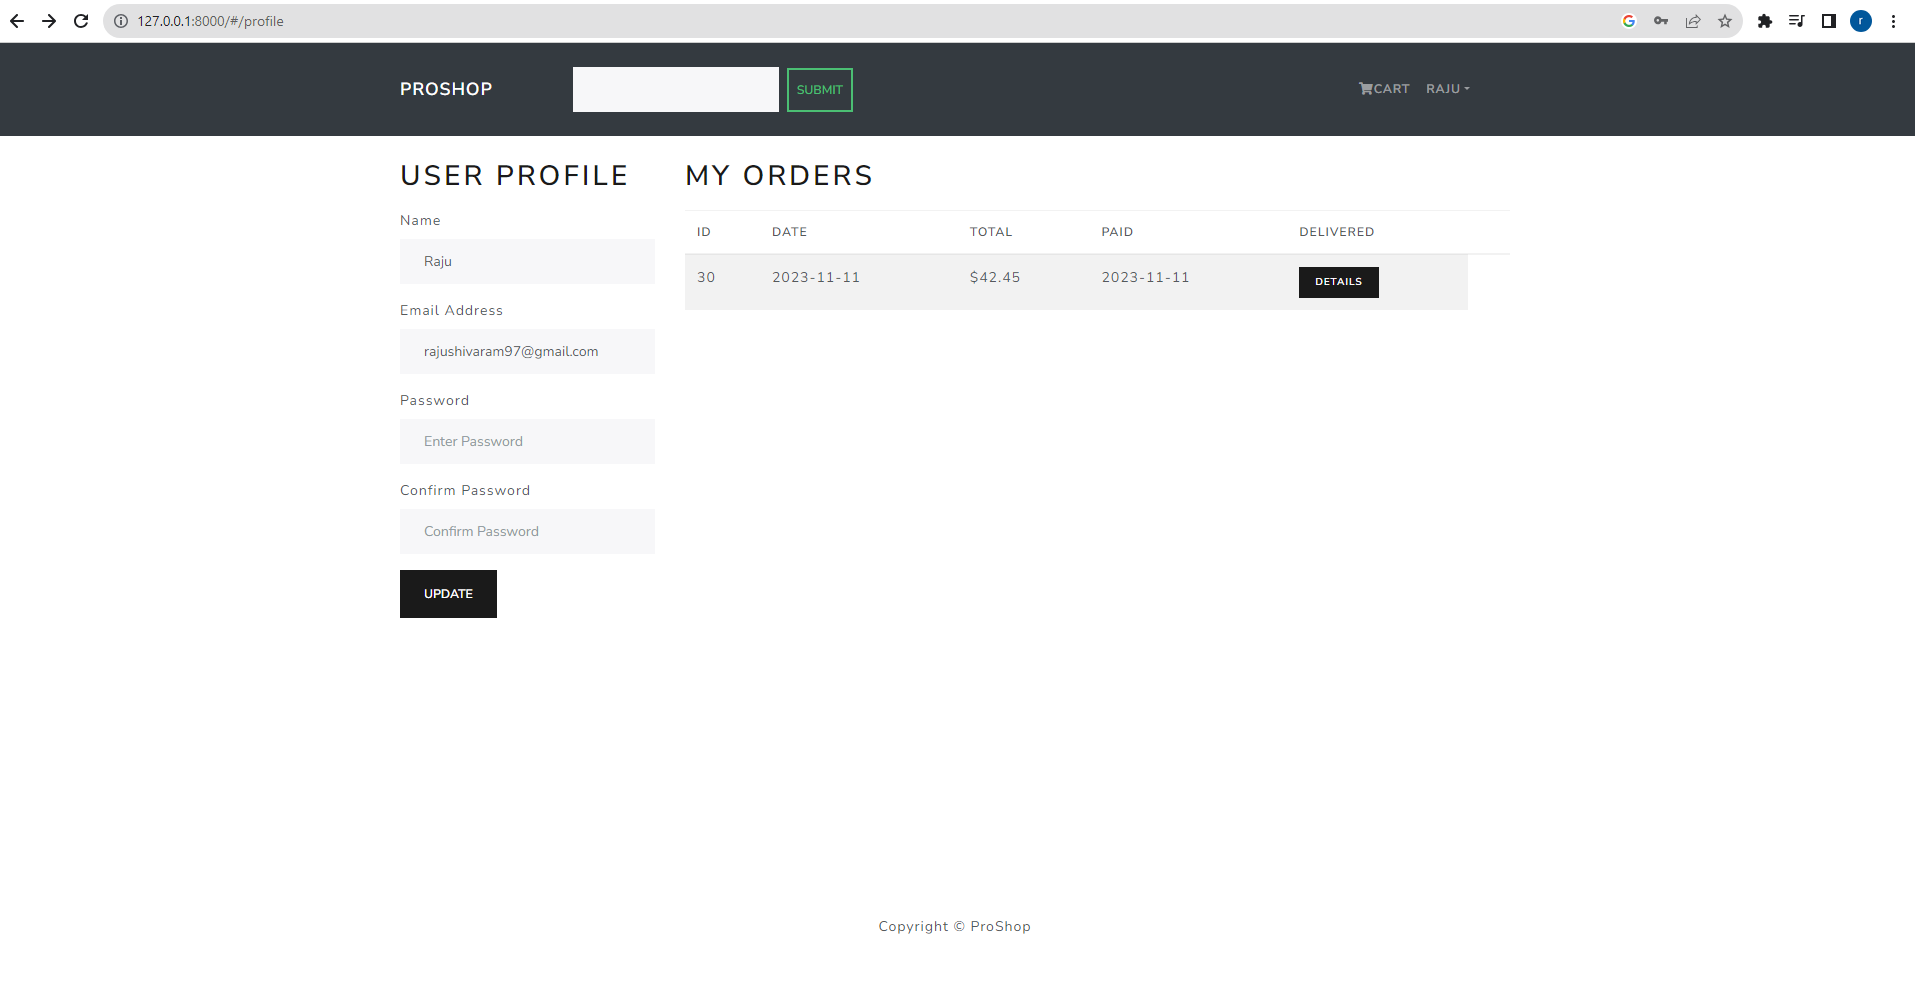 127.0.0.1:8000/#/profile
r
PROSHOP
SUBMIT
CART RAJU
USER PROFILE
Name
Raju
Email Address
rajushivaram97@gmail.com
Password
Enter Password
Confirm Password
Confirm Password
UPDATE
MY ORDERS
ID DATE TOTAL PAID DELIVERED
30 2023-11-11 $42.45 2023-11-11 DETAILS
Copyright © ProShop